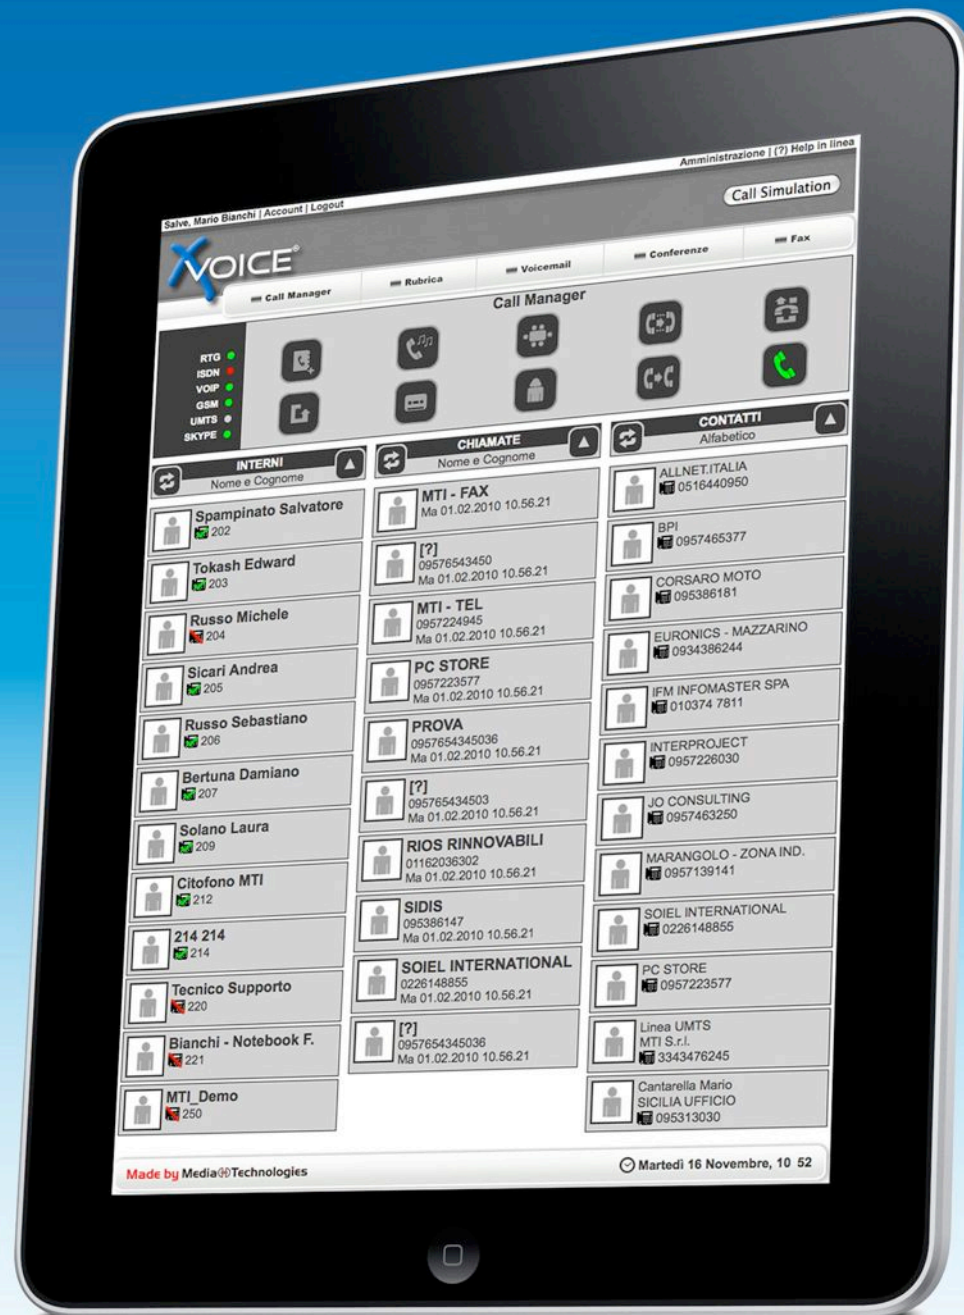 Salve, Mario Bianchi | Account | Logout
Amministrazione | (?) Help in linea
Call Simulation
XVOICE®
Call Manager
Rubrica
Voicemail
Conferenze
Fax
Call Manager
RTG
ISDN
VOIP
GSM
UMTS
SKYPE
INTERNI
Nome e Cognome
Spampinato Salvatore
202
Tokash Edward
203
Russo Michele
204
Sicari Andrea
205
Russo Sebastiano
206
Bertuna Damiano
207
Solano Laura
209
Citofono MTI
212
214 214
214
Tecnico Supporto
220
Bianchi - Notebook F.
221
MTI_Demo
250
CHIAMATE
Nome e Cognome
MTI - FAX
Ma 01.02.2010 10.56.21
[?]
09576543450
Ma 01.02.2010 10.56.21
MTI - TEL
0957224945
Ma 01.02.2010 10.56.21
PC STORE
0957223577
Ma 01.02.2010 10.56.21
PROVA
0957654345036
Ma 01.02.2010 10.56.21
[?]
095765434503
Ma 01.02.2010 10.56.21
RIOS RINNOVABILI
01162036302
Ma 01.02.2010 10.56.21
SIDIS
095386147
Ma 01.02.2010 10.56.21
SOIEL INTERNATIONAL
0226148855
Ma 01.02.2010 10.56.21
[?]
0957654345036
Ma 01.02.2010 10.56.21
CONTATTI
Alfabetico
ALLNET.ITALIA
0516440950
BPI
0957465377
CORSARO MOTO
095386181
EURONICS - MAZZARINO
0934386244
IFM INFOMASTER SPA
010374 7811
INTERPROJECT
0957226030
JO CONSULTING
0957463250
MARANGOLO - ZONA IND.
0957139141
SOIEL INTERNATIONAL
0226148855
PC STORE
0957223577
Linea UMTS
MTI S.r.l.
3343476245
Cantarella Mario
SICILIA UFFICIO
095313030
Made by Media Technologies
Martedì 16 Novembre, 10 52